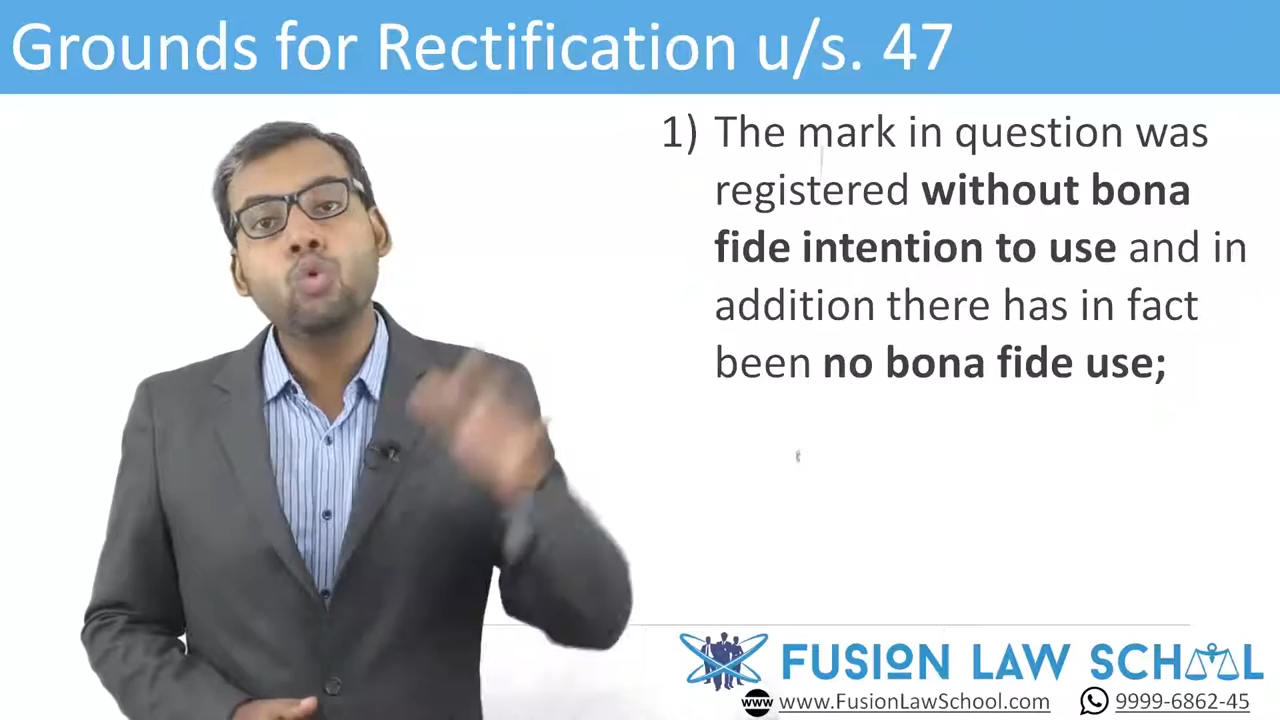 Grounds for Rectification u/s. 47
1) The mark in question was
registered without bona
fide intention to use and in
addition there has in fact
been no bona fide use;
FUSION LAW SCHOOL
www.FusionLawSchool.com 9999-6862-45